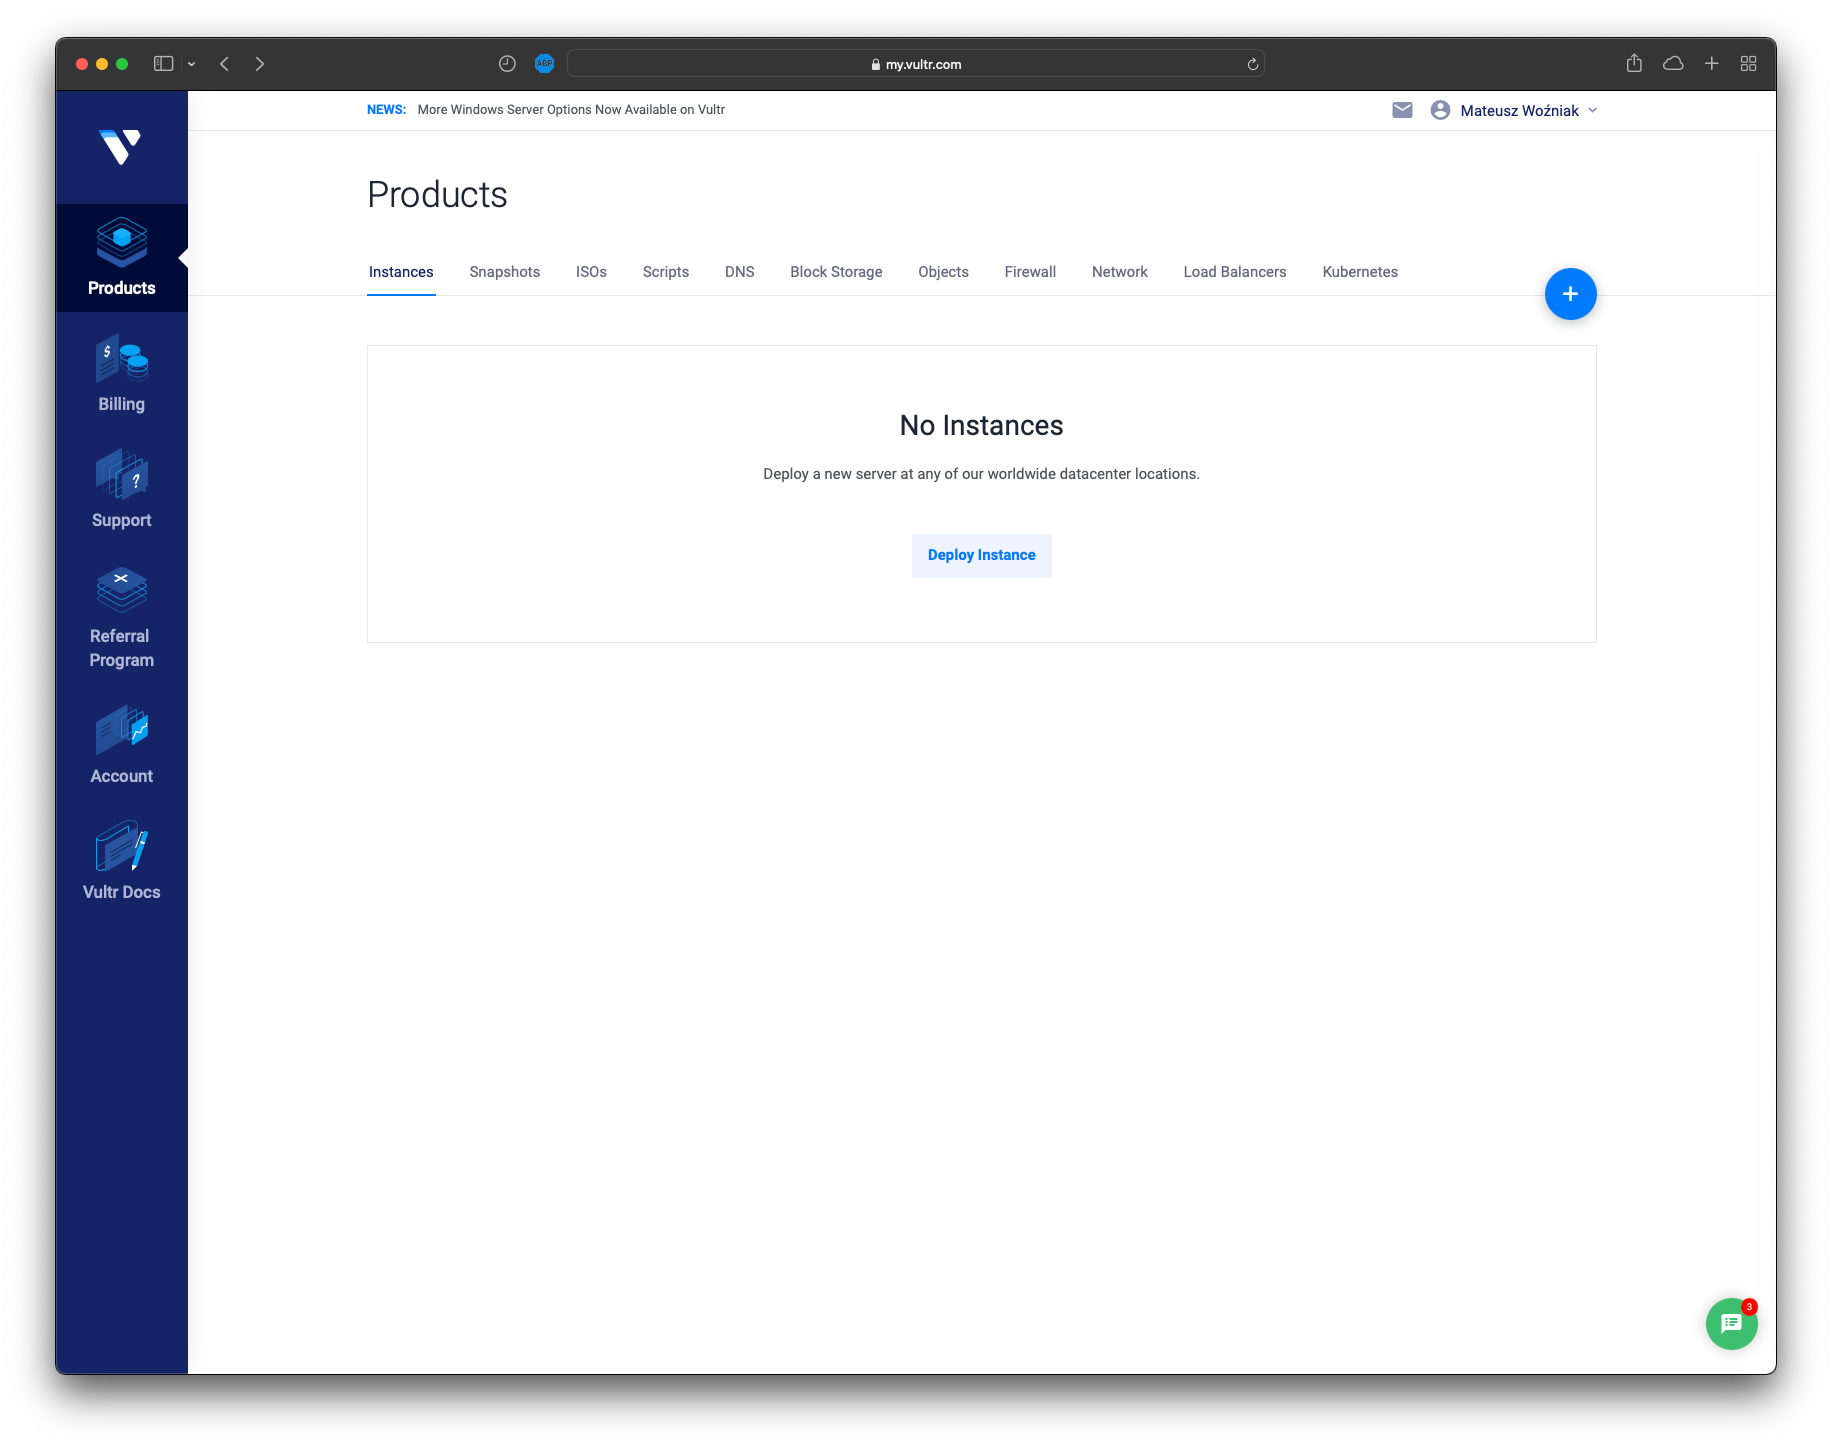 ABP
my.vultr.com
NEWS: More Windows Server Options Now Available on Vultr
Mateusz Woźniak
Products
Instances Snapshots ISOs Scripts DNS Block Storage Objects Firewall Network Load Balancers Kubernetes
+
No Instances
Deploy a new server at any of our worldwide datacenter locations.
Deploy Instance
Products
$
Billing
?
Support
Referral
Program
Account
Vultr Docs
3